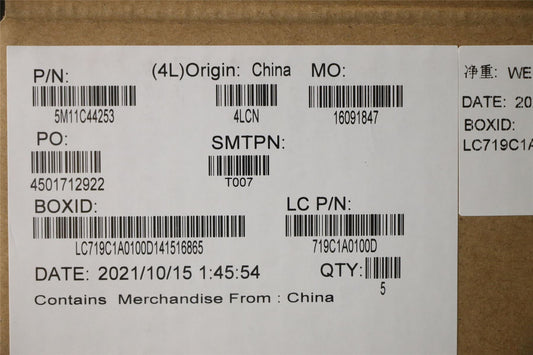 P/N: (4L)Origin: China MO:
5M11C44253 4LCN 16091847
PO: SMTPN:
4501712922 T007
BOXID: LC P/N:
LC719C1A0100D141516865 719C1A0100D
DATE: 2021/10/15 1:45:54 QTY:
5
Contains Merchandise From : China
净重: WE
DATE: 20
BOXID:
LC719C1A